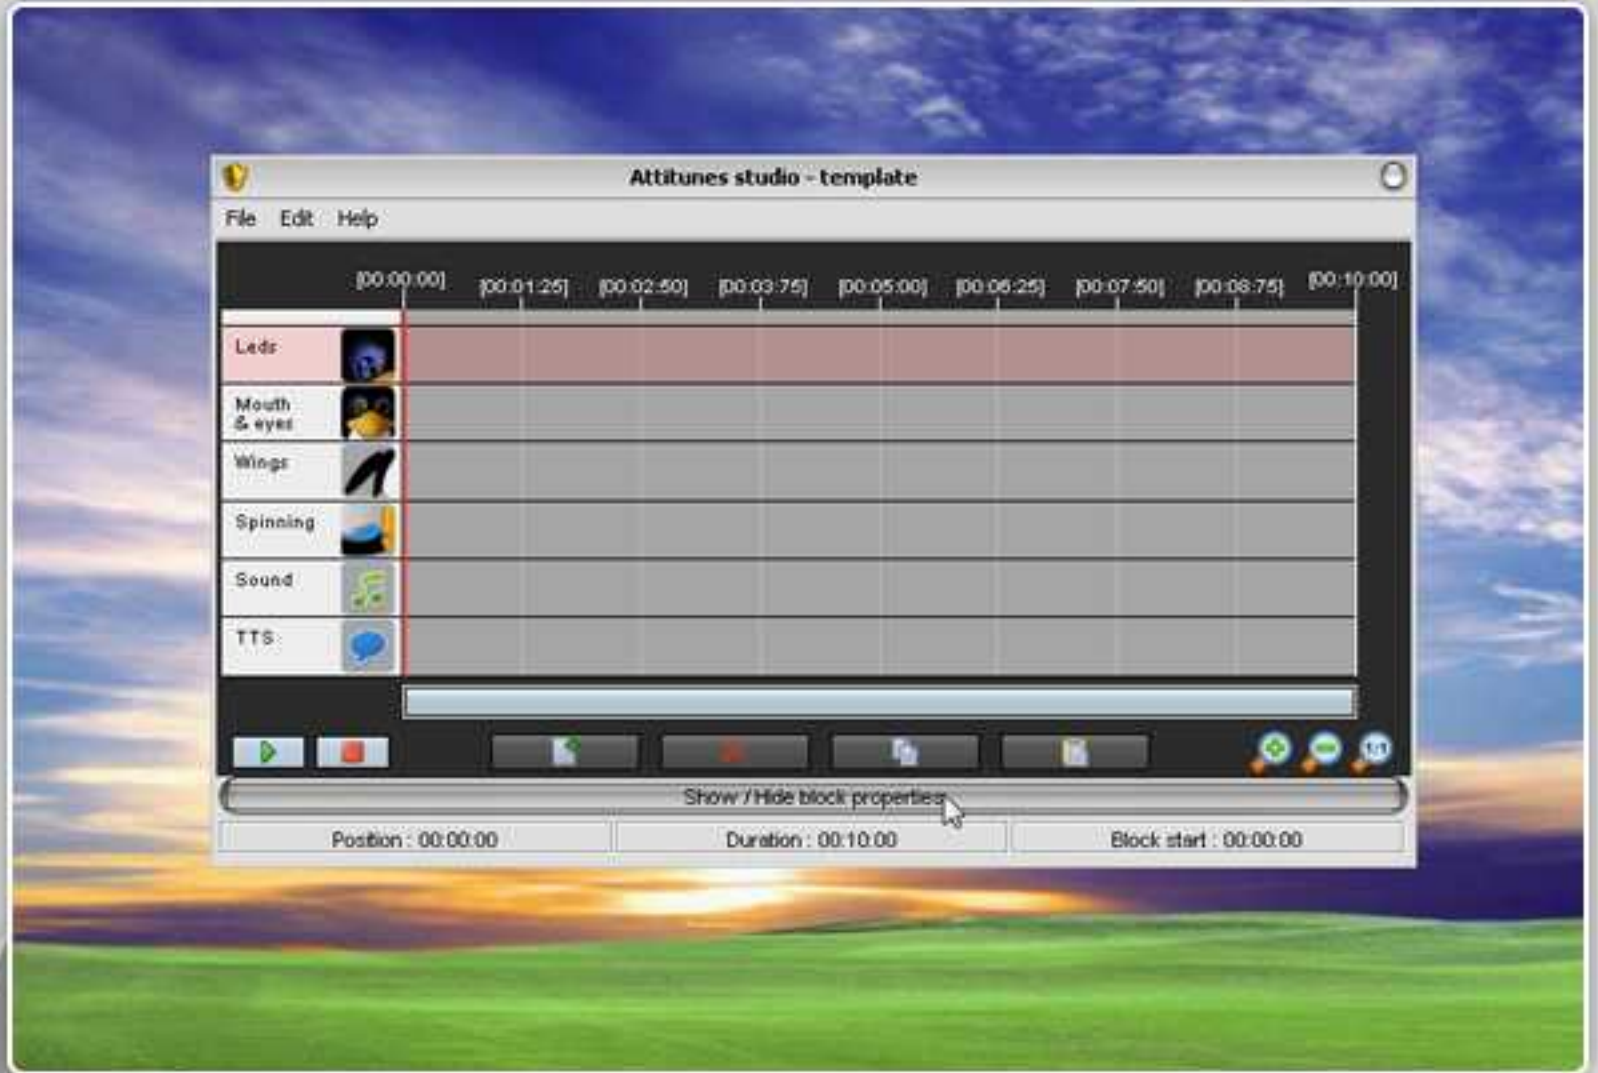 Attitunes studio - template
File Edit Help
[00:00:00] [00:01:25] [00:02:50] [00:03:75] [00:05:00] [00:06:25] [00:07:50] [00:08:75] [00:10:00]
Leds
Mouth
& eyes
Wings
Spinning
Sound
TTS
1/1
Show / Hide block properties
Position : 00:00:00 Duration : 00:10:00 Block start : 00:00:00